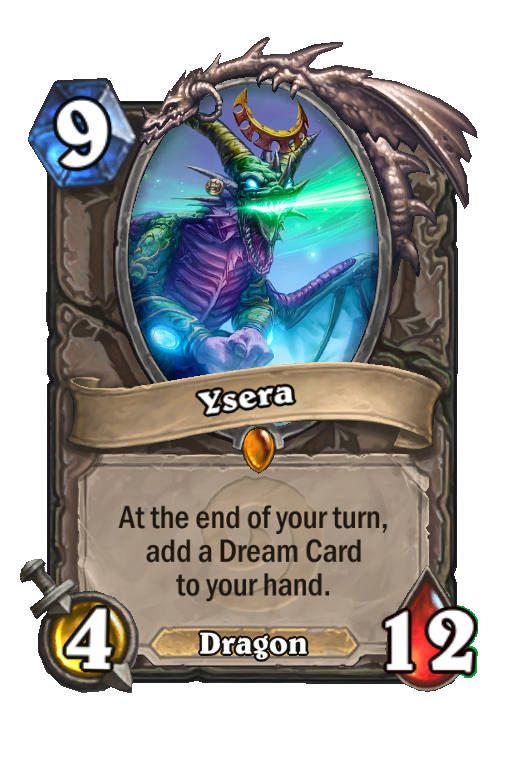 9
Ysera
At the end of your turn,
add a Dream Card
to your hand.
4
Dragon
12